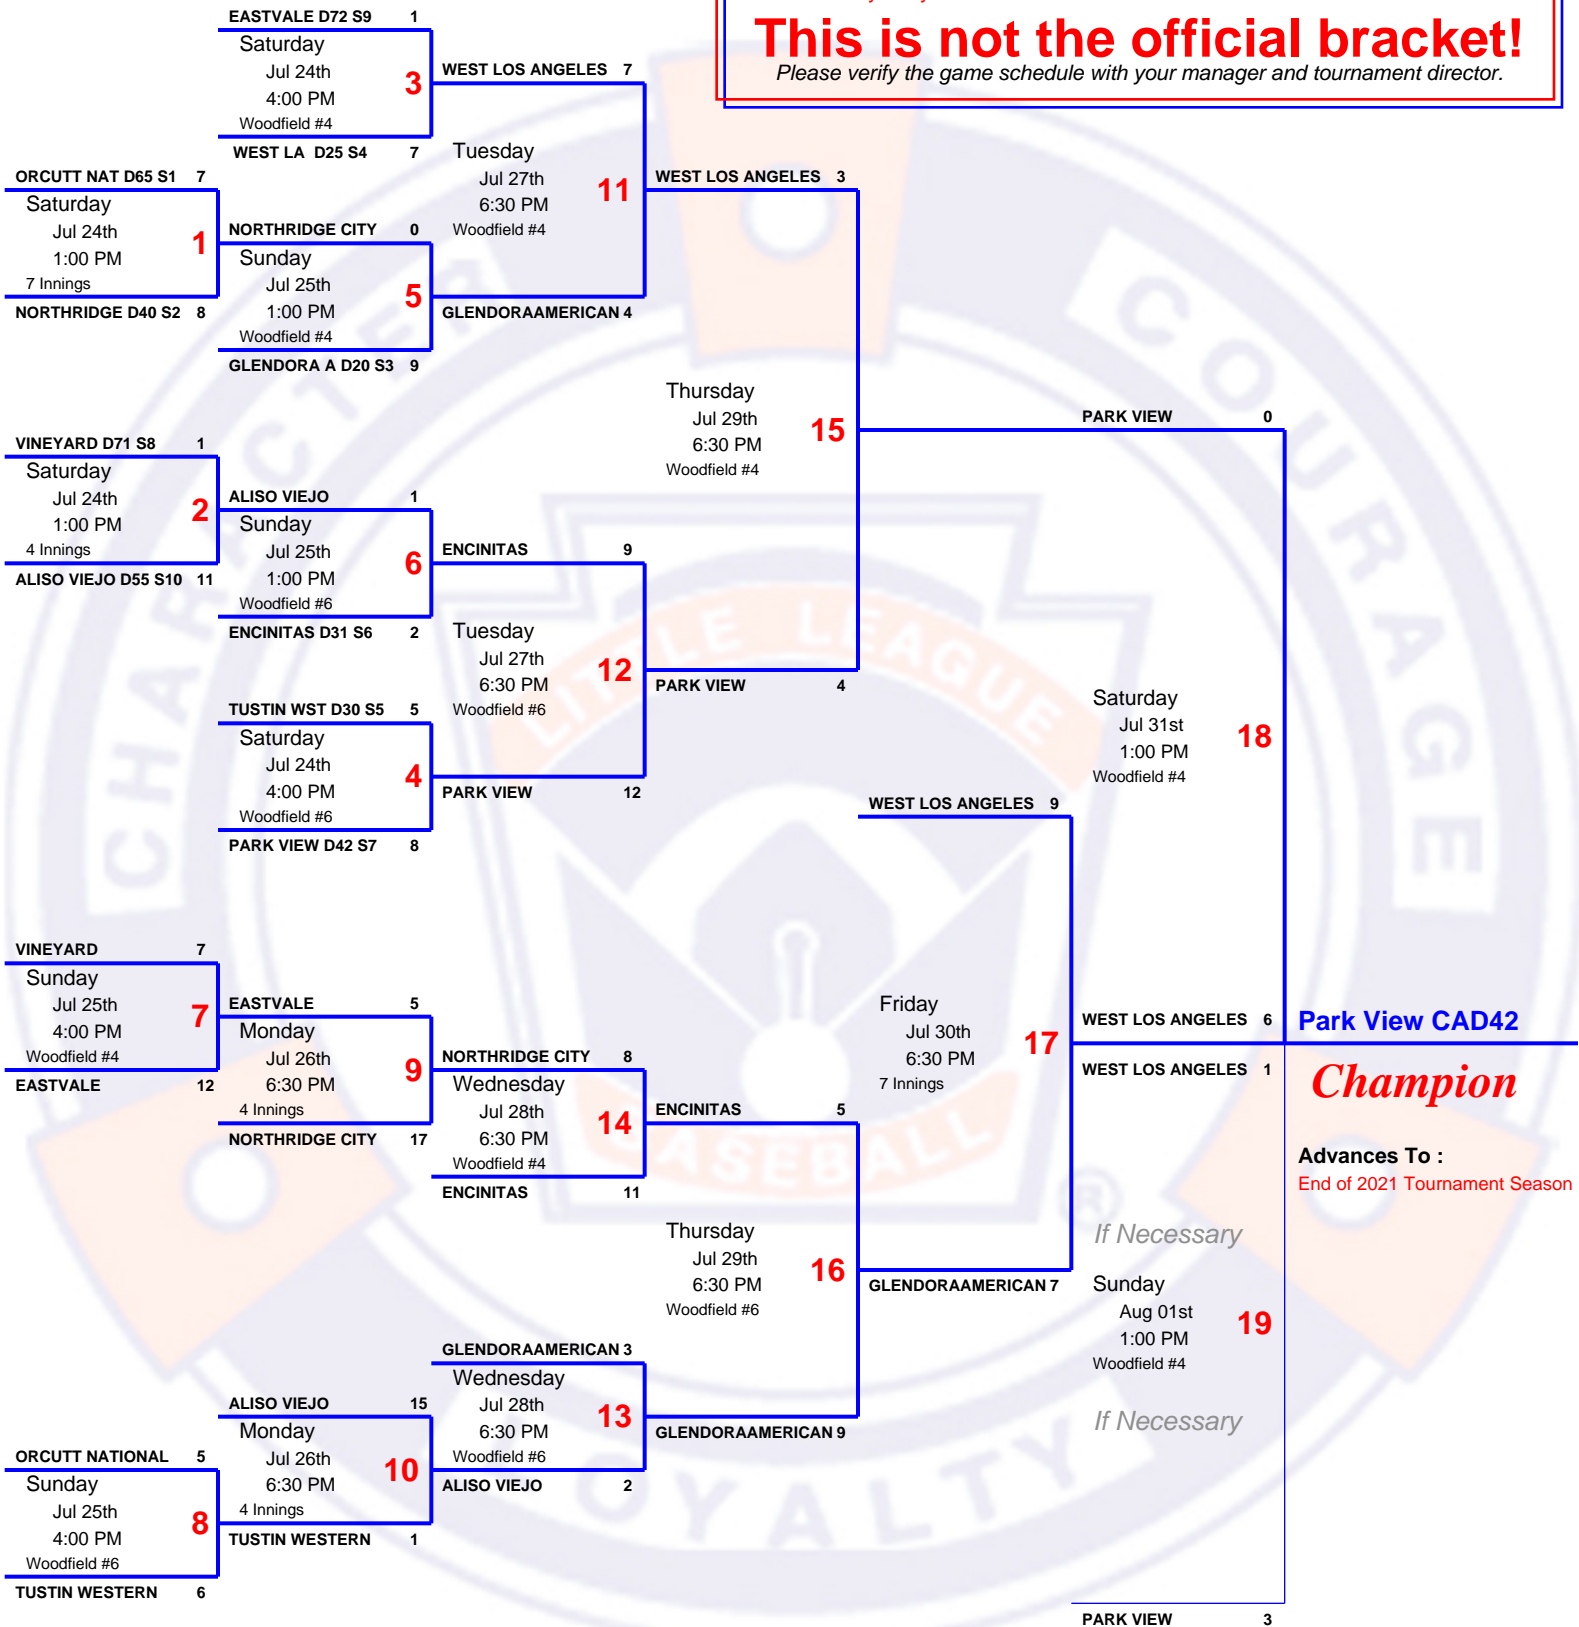 This is not the official bracket!
Please verify the game schedule with your manager and tournament director.
EASTVALE D72 S9 1
Saturday
Jul 24th
4:00 PM
Woodfield #4
3
WEST LA D25 S4 7
ORCUTT NAT D65 S1 7
Saturday
Jul 24th
1:00 PM
7 Innings
1
NORTHRIDGE D40 S2 8
NORTHRIDGE CITY 0
Sunday
Jul 25th
1:00 PM
Woodfield #4
5
GLENDORA A D20 S3 9
WEST LOS ANGELES 7
Tuesday
Jul 27th
6:30 PM
Woodfield #4
11
GLENDORAAMERICAN 4
VINEYARD D71 S8 1
Saturday
Jul 24th
1:00 PM
4 Innings
2
ALISO VIEJO D55 S10 11
ALISO VIEJO 1
Sunday
Jul 25th
1:00 PM
Woodfield #6
6
ENCINITAS D31 S6 2
TUSTIN WST D30 S5 5
Saturday
Jul 24th
4:00 PM
Woodfield #6
4
PARK VIEW D42 S7 8
ENCINITAS 9
Tuesday
Jul 27th
6:30 PM
Woodfield #6
12
PARK VIEW 12
WEST LOS ANGELES 3
Thursday
Jul 29th
6:30 PM
Woodfield #4
15
PARK VIEW 4
PARK VIEW 0
Saturday
Jul 31st
1:00 PM
Woodfield #4
18
WEST LOS ANGELES 6
VINEYARD 7
Sunday
Jul 25th
4:00 PM
Woodfield #4
7
EASTVALE 12
EASTVALE 5
Monday
Jul 26th
6:30 PM
4 Innings
9
NORTHRIDGE CITY 17
NORTHRIDGE CITY 8
Wednesday
Jul 28th
6:30 PM
Woodfield #4
14
ENCINITAS 11
ORCUTT NATIONAL 5
Sunday
Jul 25th
4:00 PM
Woodfield #6
8
TUSTIN WESTERN 6
ALISO VIEJO 15
Monday
Jul 26th
6:30 PM
4 Innings
10
TUSTIN WESTERN 1
GLENDORAAMERICAN 3
Wednesday
Jul 28th
6:30 PM
Woodfield #6
13
ALISO VIEJO 2
ENCINITAS 5
Thursday
Jul 29th
6:30 PM
Woodfield #6
16
GLENDORAAMERICAN 9
WEST LOS ANGELES 9
Friday
Jul 30th
6:30 PM
7 Innings
17
GLENDORAAMERICAN 7
WEST LOS ANGELES 1
If Necessary
Sunday
Aug 01st
1:00 PM
Woodfield #4
19
If Necessary
PARK VIEW 3
Park View CAD42
Champion
Advances To :
End of 2021 Tournament Season
CHARACTER
COURAGE
LOYALTY
LITTLE LEAGUE
BASEBALL
®